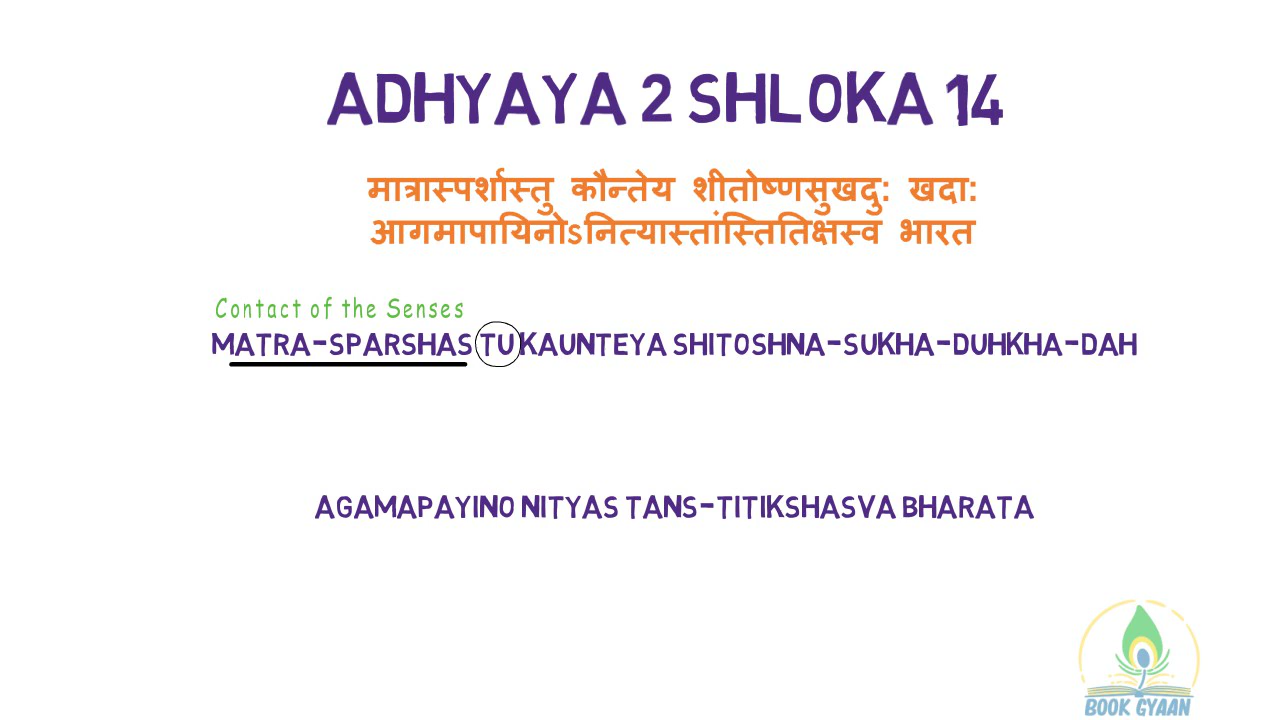 ADHYAYA 2 SHLOKA 14
मात्रास्पर्शास्तु कौन्तेय शीतोष्णसुखदु: खदा:
आगमापायिनोऽनित्यास्तांस्तितिक्षस्व भारत
Contact of the Senses
MATRA-SPARSHAS TU KAUNTEYA SHITOSHNA-SUKHA-DUHKHA-DAH
AGAMAPAYINO NITYAS TANS-TITIKSHASVA BHARATA
BOOK GYAAN